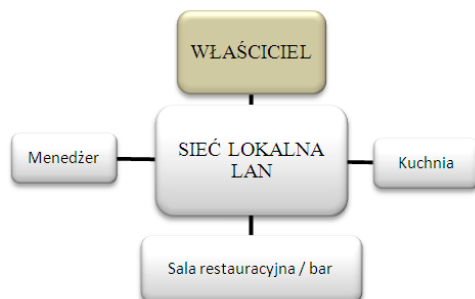 WŁAŚCICIEL
Menedżer
SIEĆ LOKALNA
LAN
Kuchnia
Sala restauracyjna / bar